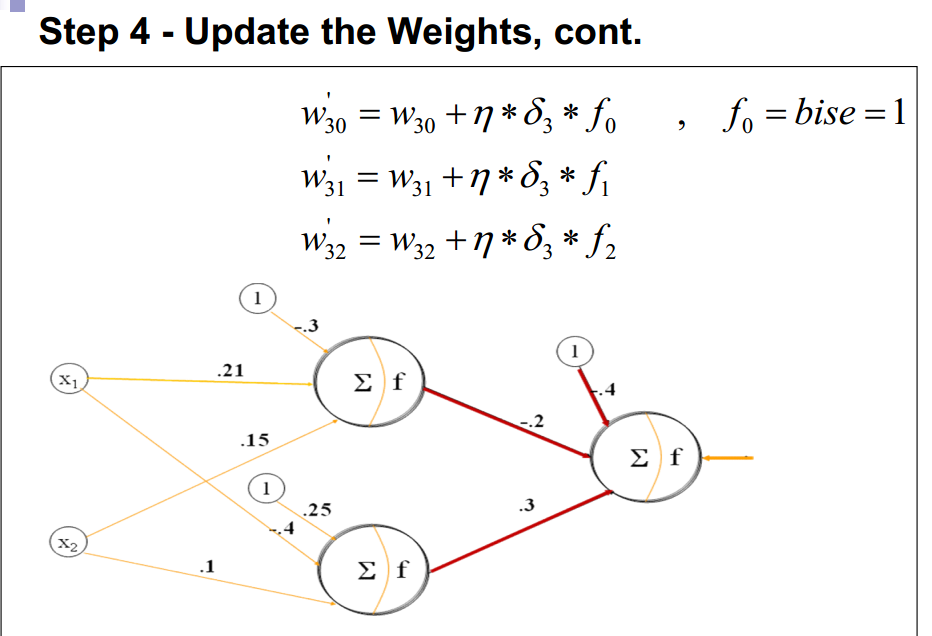 Step 4 - Update the Weights, cont.
w'₃₀ = w₃₀ + η * δ₃ * f₀ , f₀ = bise = 1
w'₃₁ = w₃₁ + η * δ₃ * f₁
w'₃₂ = w₃₂ + η * δ₃ * f₂
1
-.3
1
.21
X₁
Σ f
-.4
-.2
.15
Σ f
1
.25
.3
-.4
X₂
.1
Σ f